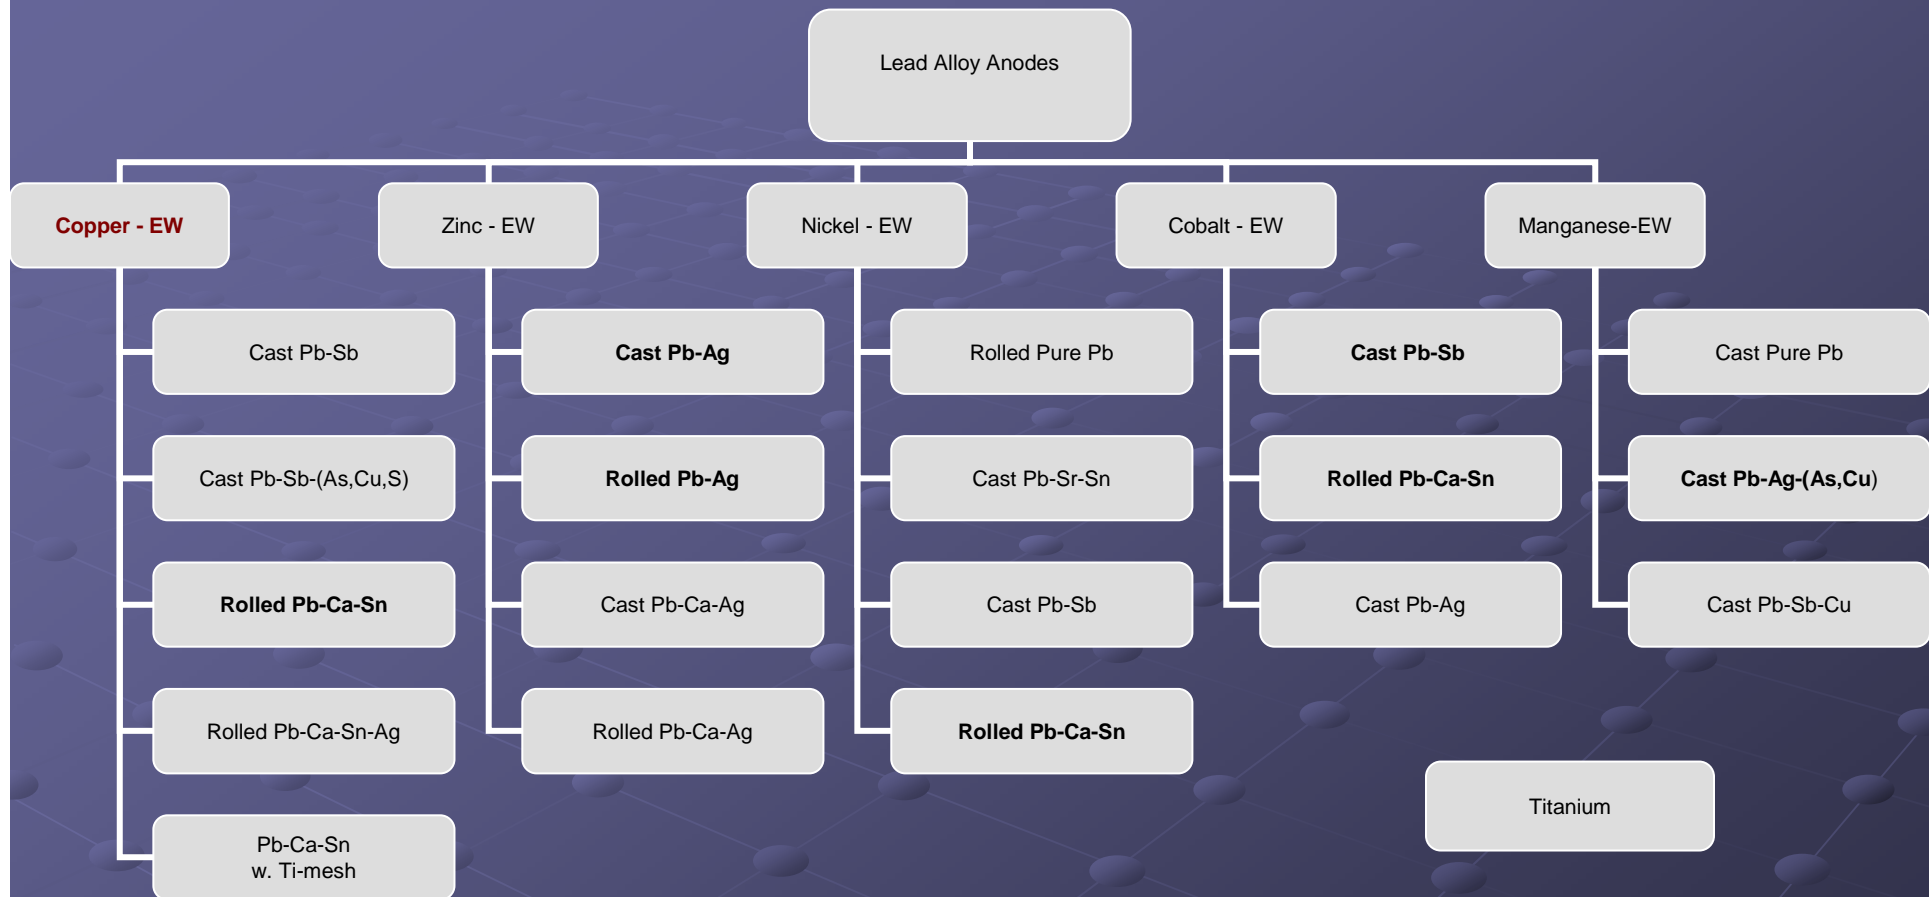 Lead Alloy Anodes
Copper - EW
Zinc - EW
Nickel - EW
Cobalt - EW
Manganese-EW
Cast Pb-Sb
Cast Pb-Ag
Rolled Pure Pb
Cast Pb-Sb
Cast Pure Pb
Cast Pb-Sb-(As,Cu,S)
Rolled Pb-Ag
Cast Pb-Sr-Sn
Rolled Pb-Ca-Sn
Cast Pb-Ag-(As,Cu)
Rolled Pb-Ca-Sn
Cast Pb-Ca-Ag
Cast Pb-Sb
Cast Pb-Ag
Cast Pb-Sb-Cu
Rolled Pb-Ca-Sn-Ag
Rolled Pb-Ca-Ag
Rolled Pb-Ca-Sn
Titanium
Pb-Ca-Sn
w. Ti-mesh